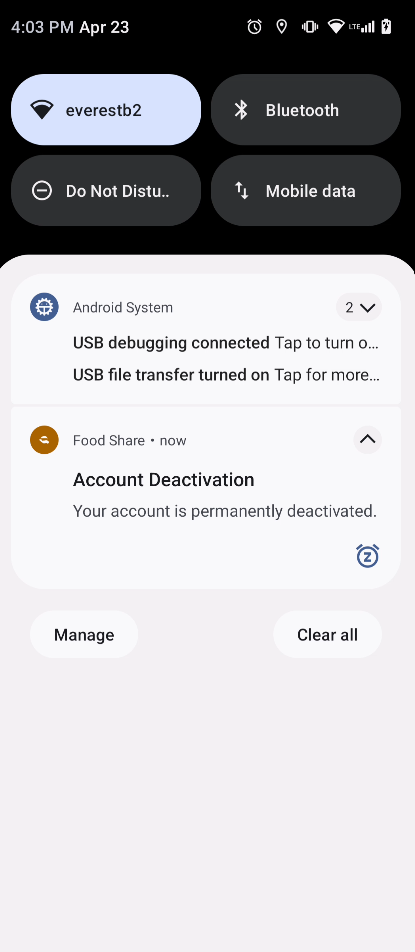 4:03 PM Apr 23
LTE
everestb2
Bluetooth
Do Not Distu..
Mobile data
Android System
2
USB debugging connected Tap to turn o...
USB file transfer turned on Tap for more...
Food Share • now
Account Deactivation
Your account is permanently deactivated.
Z
Manage
Clear all